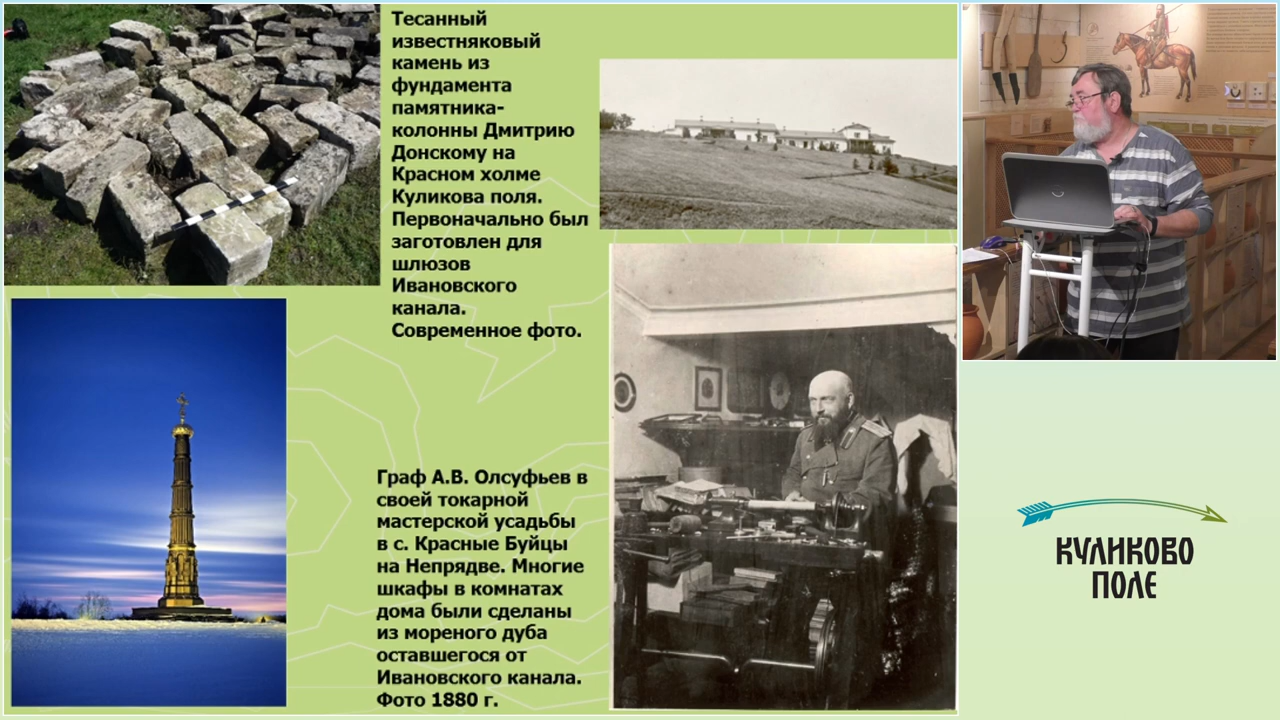 Тесанный
известняковый
камень из
фундамента
памятника-
колонны Дмитрию
Донскому на
Красном холме
Куликова поля.
Первоначально был
заготовлен для
шлюзов
Ивановского
канала.
Современное фото.
Граф А.В. Олсуфьев в
своей токарной
мастерской усадьбы
в с. Красные Буйцы
на Непрядве. Многие
шкафы в комнатах
дома были сделаны
из мореного дуба
оставшегося от
Ивановского канала.
Фото 1880 г.
КУЛИКОВО
ПОЛЕ